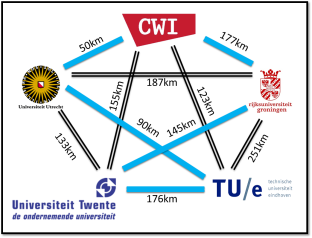 CWI
50km
177km
187km
Universiteit Utrecht
rijksuniversiteit
groningen
155km
123km
133km
90km
145km
251km
Universiteit Twente
de ondernemende universiteit
176km
TU/e
technische
universiteit
eindhoven